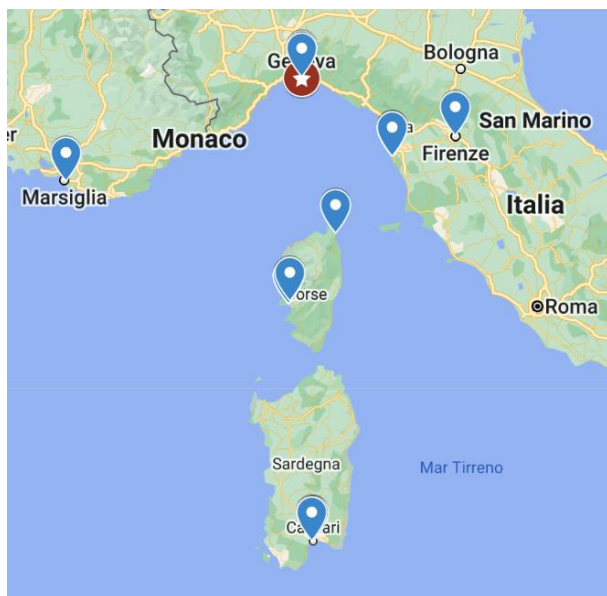 Bologna
Monaco
San Marino
Firenze
Marsiglia
Italia
Roma
Sardegna
Mar Tirreno